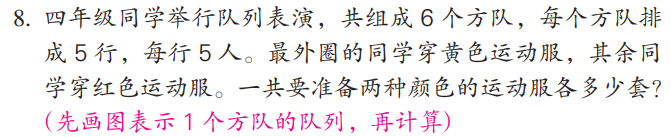 8. 四年级同学举行队列表演，共组成 6 个方队，每个方队排
成 5 行，每行 5 人。最外圈的同学穿黄色运动服，其余同
学穿红色运动服。一共要准备两种颜色的运动服各多少套？
（先画图表示 1 个方队的队列，再计算）